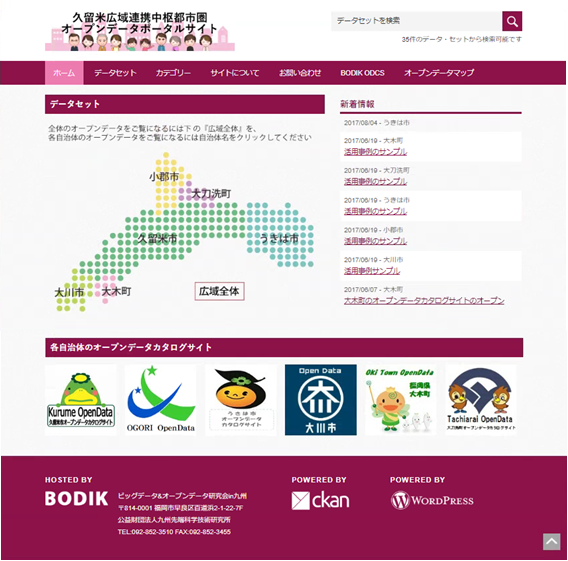 久留米広域連携中枢都市圏
オープンデータポータルサイト
データセットを検索
35件のデータ・セットから検索可能です
ホーム
データセット
カテゴリー
サイトについて
お問い合わせ
BODIK ODCS
オープンデータマップ
データセット
全体のオープンデータをご覧になるには下 の『広域全体』を、
各自治体のオープンデータをご覧になるには自治体名をクリックしてください
小郡市
大刀洗町
久留米市
うきは市
大川市
大木町
広域全体
新着情報
2017/08/04 - うきは市
2017/06/19 - 大木町
活用事例のサンプル
2017/06/19 - 大刀洗町
活用事例のサンプル
2017/06/19 - うきは市
活用事例のサンプル
2017/06/19 - 小郡市
活用事例のサンプル
2017/06/19 - 大川市
活用事例サンプル
2017/06/07 - 大木町
大木町のオープンデータカタログサイトのオープン
各自治体のオープンデータカタログサイト
Kurume OpenData
久留米市オープンデータカタログサイト
OGORI OpenData
うきは市
オープンデータ
カタログサイト
Open Data
大川市
Oki Town OpenData
福岡県
大木町
Tachiarai OpenData
大刀洗町オープンデータカタログサイト
HOSTED BY
BODIK
ビッグデータ&オープンデータ研究会in九州
〒814-0001 福岡市早良区百道浜2-1-22-7F
公益財団法人九州先端科学技術研究所
TEL:092-852-3510 FAX:092-852-3455
POWERED BY
ckan
POWERED BY
WORDPRESS